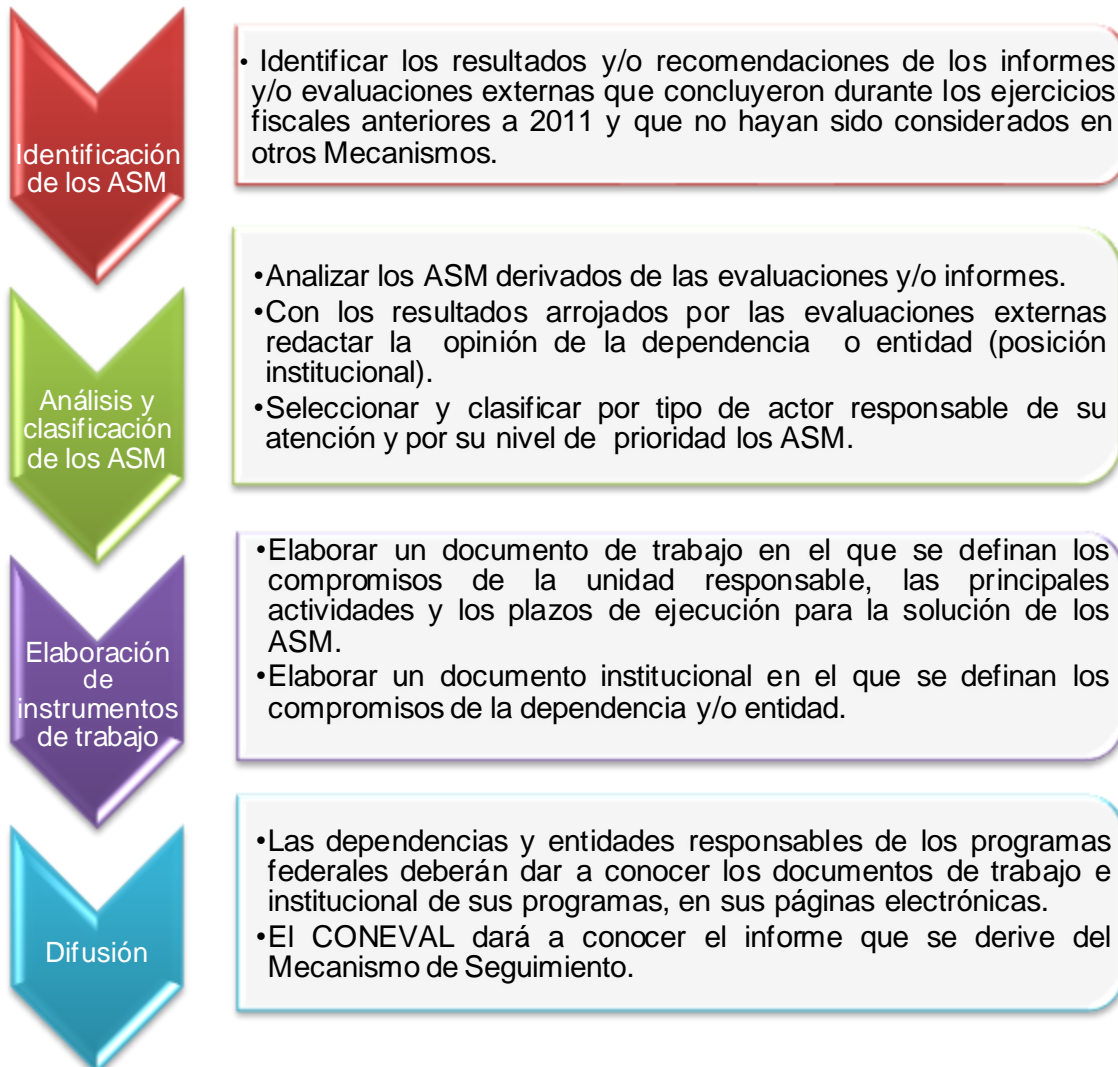 Identificación
de los ASM
• Identificar los resultados y/o recomendaciones de los informes
y/o evaluaciones externas que concluyeron durante los ejercicios
fiscales anteriores a 2011 y que no hayan sido considerados en
otros Mecanismos.
Análisis y
clasificación
de los ASM
•Analizar los ASM derivados de las evaluaciones y/o informes.
•Con los resultados arrojados por las evaluaciones externas
redactar la opinión de la dependencia o entidad (posición
institucional).
•Seleccionar y clasificar por tipo de actor responsable de su
atención y por su nivel de prioridad los ASM.
Elaboración
de
instrumentos
de trabajo
•Elaborar un documento de trabajo en el que se definan los
compromisos de la unidad responsable, las principales
actividades y los plazos de ejecución para la solución de los
ASM.
•Elaborar un documento institucional en el que se definan los
compromisos de la dependencia y/o entidad.
Difusión
•Las dependencias y entidades responsables de los programas
federales deberán dar a conocer los documentos de trabajo e
institucional de sus programas, en sus páginas electrónicas.
•El CONEVAL dará a conocer el informe que se derive del
Mecanismo de Seguimiento.